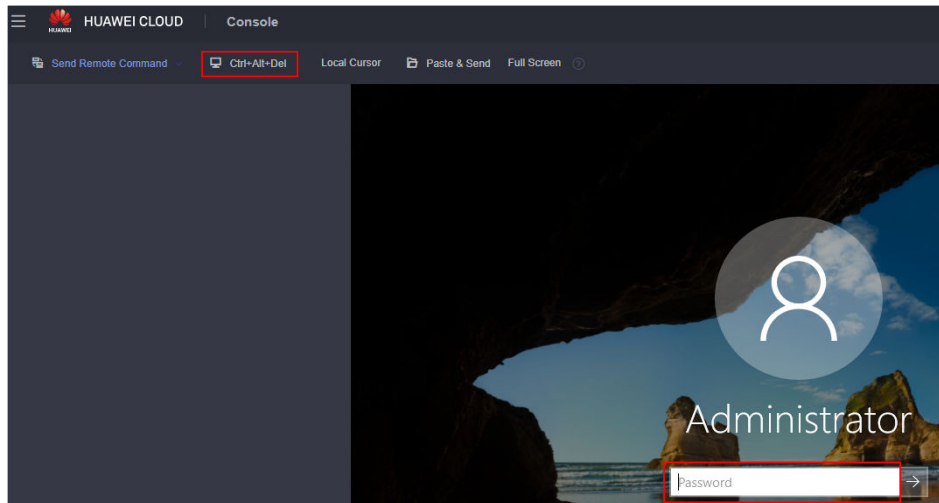 HUAWEI
HUAWEI CLOUD Console
Send Remote Command Ctrl+Alt+Del Local Cursor Paste & Send Full Screen ?
Administrator
Password